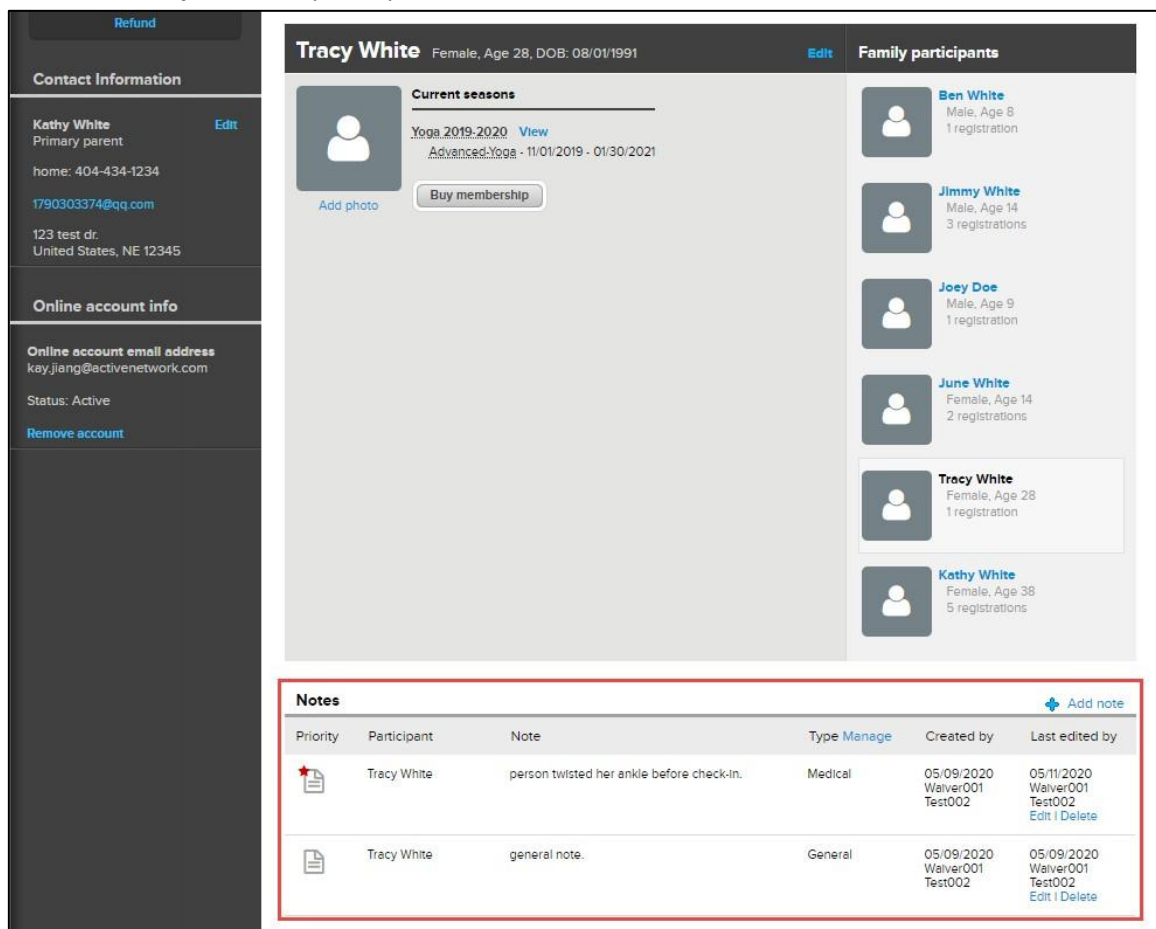 Refund
Contact Information
Kathy White Edit
Primary parent
home: 404-434-1234
1790303374@qq.com
123 test dr.
United States, NE 12345
Online account info
Online account email address
kay.jiang@activenetwork.com
Status: Active
Remove account
Tracy White Female, Age 28, DOB: 08/01/1991 Edit
Current seasons
Yoga 2019-2020 View
Advanced-Yoga - 11/01/2019 - 01/30/2021
Buy membership
Add photo
Family participants
Ben White
Male, Age 8
1 registration
Jimmy White
Male, Age 14
3 registrations
Joey Doe
Male, Age 9
1 registration
June White
Female, Age 14
2 registrations
Tracy White
Female, Age 28
1 registration
Kathy White
Female, Age 38
5 registrations
Notes Add note
Priority Participant Note Type Manage Created by Last edited by
Tracy White person twisted her ankle before check-in. Medical 05/09/2020 05/11/2020
Waiver001 Waiver001
Test002 Test002
Edit | Delete
Tracy White general note. General 05/09/2020 05/09/2020
Waiver001 Waiver001
Test002 Test002
Edit | Delete